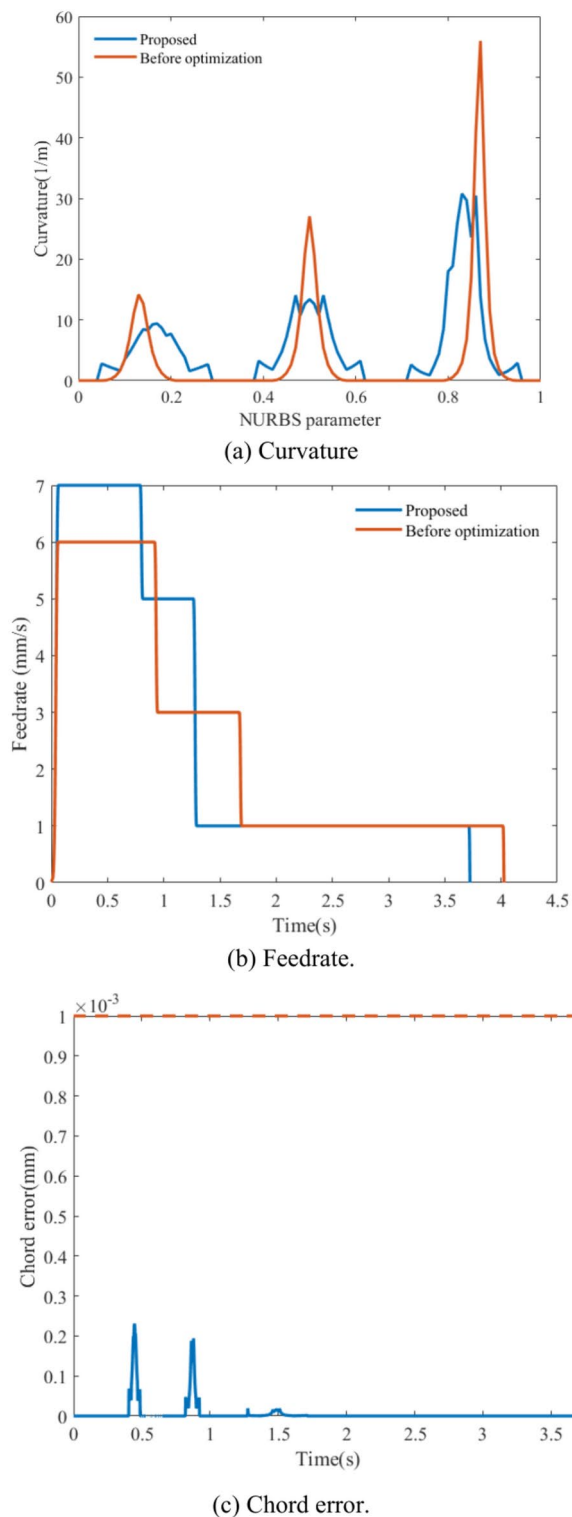 60
50
40
30
20
10
0
Curvature(1/m)
Proposed
Before optimization
0 0.2 0.4 0.6 0.8 1
NURBS parameter
(a) Curvature
7
6
5
4
3
2
1
0
Feedrate (mm/s)
Proposed
Before optimization
0 0.5 1 1.5 2 2.5 3 3.5 4 4.5
Time(s)
(b) Feedrate.
×10-3
1
0.9
0.8
0.7
0.6
0.5
0.4
0.3
0.2
0.1
0
Chord error(mm)
0 0.5 1 1.5 2 2.5 3 3.5
Time(s)
(c) Chord error.